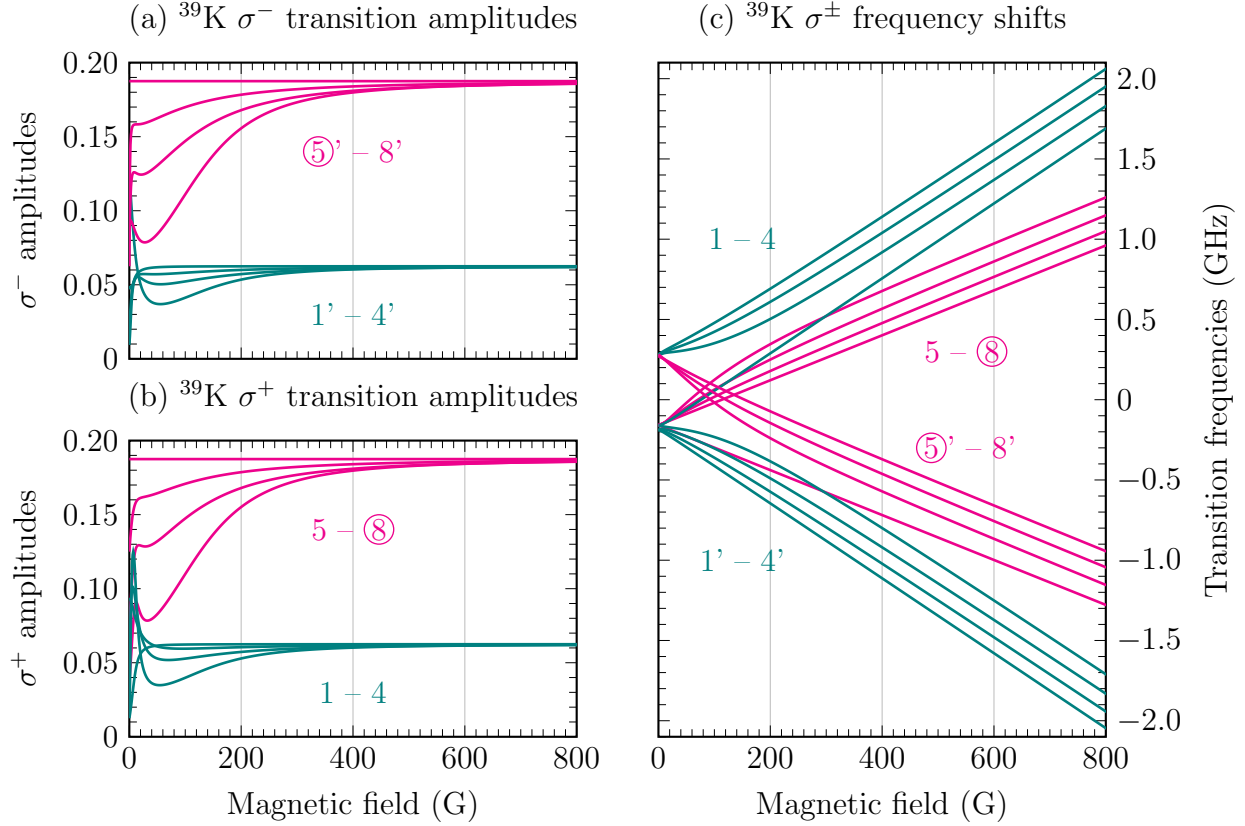 (a) ³⁹K σ⁻ transition amplitudes
0.20
0.15
0.10
0.05
0
σ⁻ amplitudes
⑤' – 8'
1' – 4'
(b) ³⁹K σ⁺ transition amplitudes
0.20
0.15
0.10
0.05
0
σ⁺ amplitudes
5 – ⑧
1 – 4
0 200 400 600 800
Magnetic field (G)
(c) ³⁹K σ± frequency shifts
2.0
1.5
1.0
0.5
0
−0.5
−1.0
−1.5
−2.0
Transition frequencies (GHz)
1 – 4
5 – ⑧
⑤' – 8'
1' – 4'
0 200 400 600 800
Magnetic field (G)